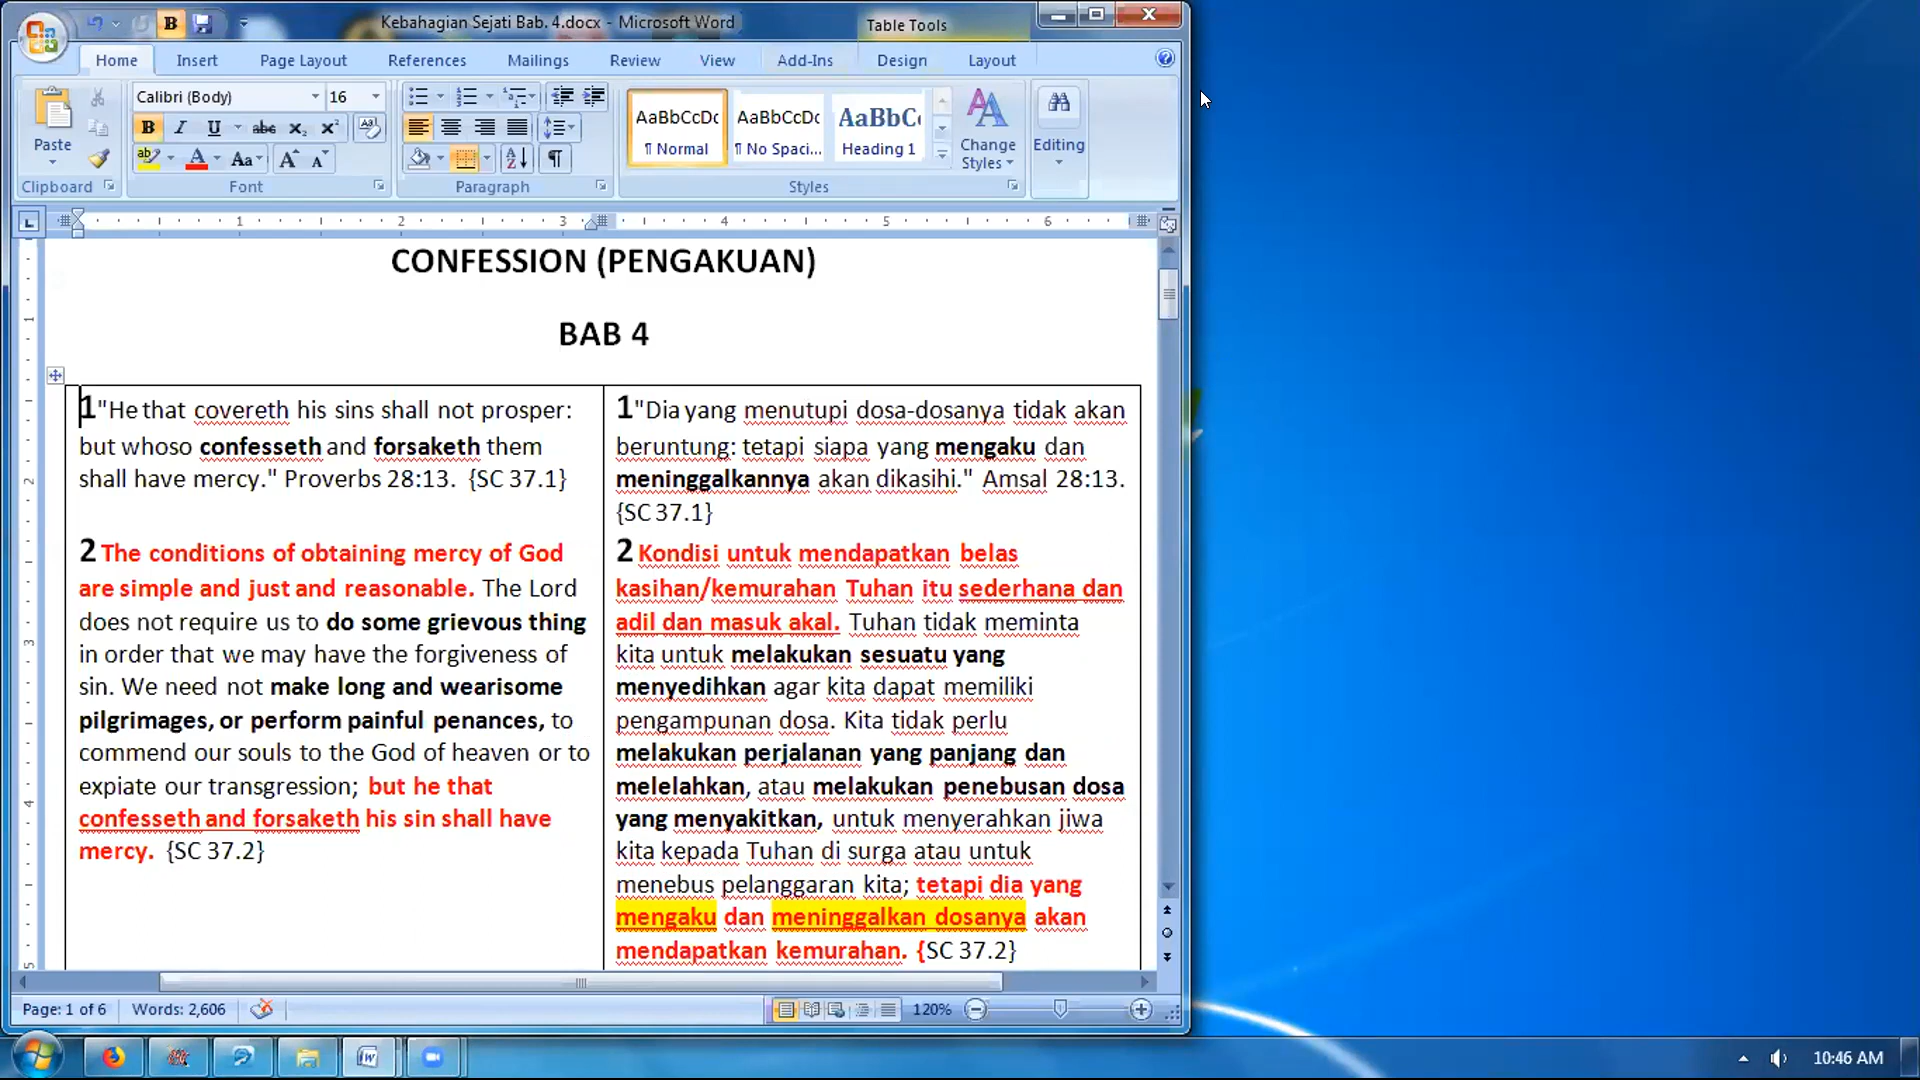 Kebahagian Sejati Bab. 4.docx - Microsoft Word
Table Tools
Home
Insert
Page Layout
References
Mailings
Review
View
Add-Ins
Design
Layout
Paste
Clipboard
Calibri (Body)
16
Font
Paragraph
AaBbCcDc
¶ Normal
AaBbCcDc
¶ No Spaci...
AaBbC
Heading 1
Change
Styles
Styles
Editing
1 2 3 4 5 6
CONFESSION (PENGAKUAN)
BAB 4
1"He that covereth his sins shall not prosper:
but whoso confesseth and forsaketh them
shall have mercy." Proverbs 28:13. {SC 37.1}
2 The conditions of obtaining mercy of God
are simple and just and reasonable. The Lord
does not require us to do some grievous thing
in order that we may have the forgiveness of
sin. We need not make long and wearisome
pilgrimages, or perform painful penances, to
commend our souls to the God of heaven or to
expiate our transgression; but he that
confesseth and forsaketh his sin shall have
mercy. {SC 37.2}
1"Dia yang menutupi dosa-dosanya tidak akan
beruntung: tetapi siapa yang mengaku dan
meninggalkannya akan dikasihi." Amsal 28:13.
{SC 37.1}
2 Kondisi untuk mendapatkan belas
kasihan/kemurahan Tuhan itu sederhana dan
adil dan masuk akal. Tuhan tidak meminta
kita untuk melakukan sesuatu yang
menyedihkan agar kita dapat memiliki
pengampunan dosa. Kita tidak perlu
melakukan perjalanan yang panjang dan
melelahkan, atau melakukan penebusan dosa
yang menyakitkan, untuk menyerahkan jiwa
kita kepada Tuhan di surga atau untuk
menebus pelanggaran kita; tetapi dia yang
mengaku dan meninggalkan dosanya akan
mendapatkan kemurahan. {SC 37.2}
Page: 1 of 6
Words: 2,606
120%
10:46 AM